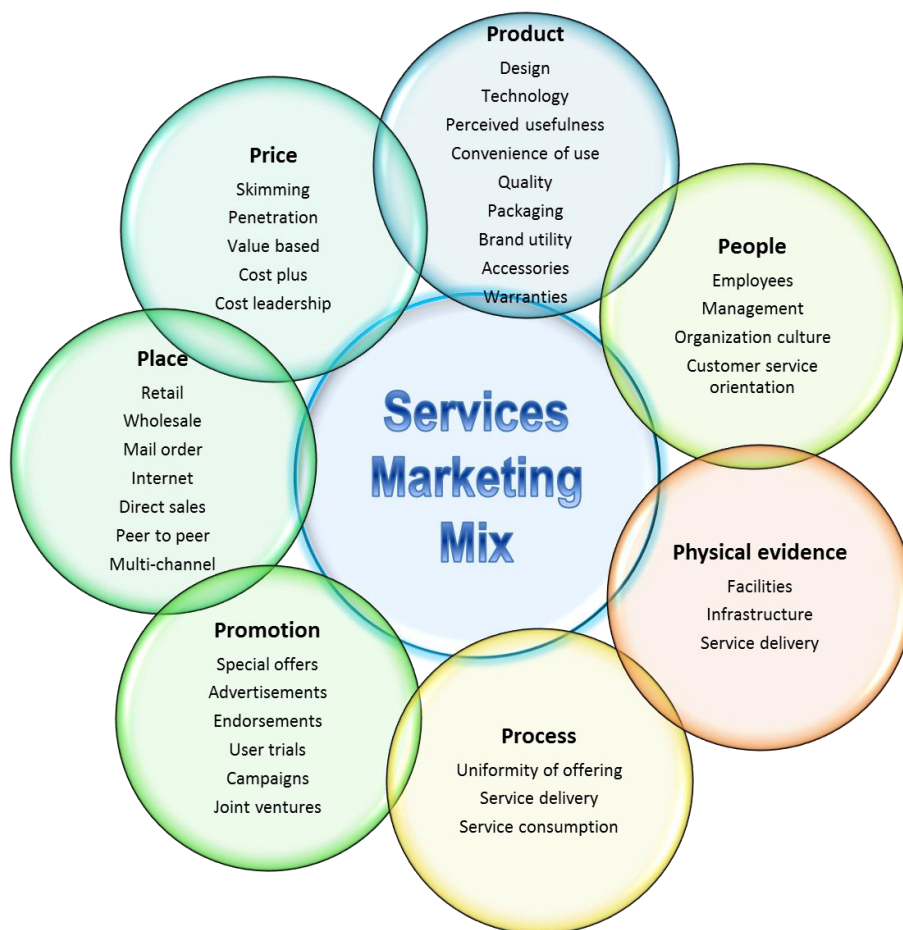 Product
Design
Technology
Perceived usefulness
Convenience of use
Quality
Packaging
Brand utility
Accessories
Warranties
Price
Skimming
Penetration
Value based
Cost plus
Cost leadership
People
Employees
Management
Organization culture
Customer service
orientation
Place
Retail
Wholesale
Mail order
Internet
Direct sales
Peer to peer
Multi-channel
Services
Marketing
Mix
Physical evidence
Facilities
Infrastructure
Service delivery
Promotion
Special offers
Advertisements
Endorsements
User trials
Campaigns
Joint ventures
Process
Uniformity of offering
Service delivery
Service consumption